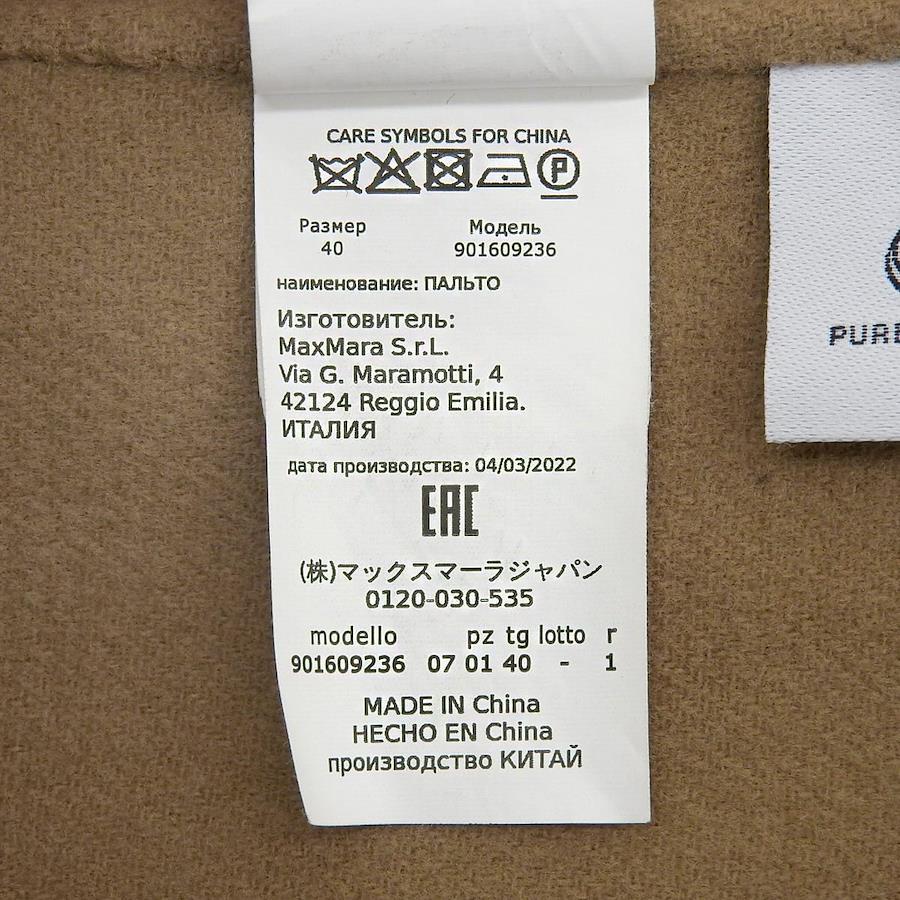 CARE SYMBOLS FOR CHINA
P
Размер Модель
40 901609236
наименование: ПАЛЬТО
Изготовитель:
MaxMara S.r.L.
Via G. Maramotti, 4
42124 Reggio Emilia.
ИТАЛИЯ
дата производства: 04/03/2022
EAC
(株)マックスマーラジャパン
0120-030-535
modello pz tg lotto r
901609236 07 01 40 - 1
MADE IN China
HECHO EN China
производство КИТАЙ